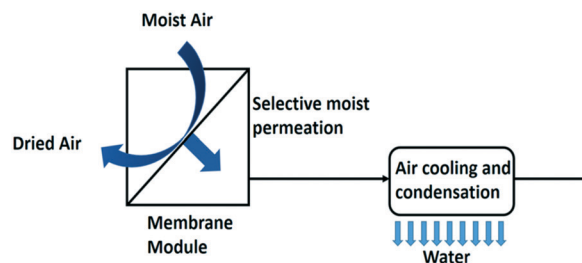 Moist Air
Selective moist
permeation
Dried Air
Air cooling and
condensation
Membrane
Module
Water